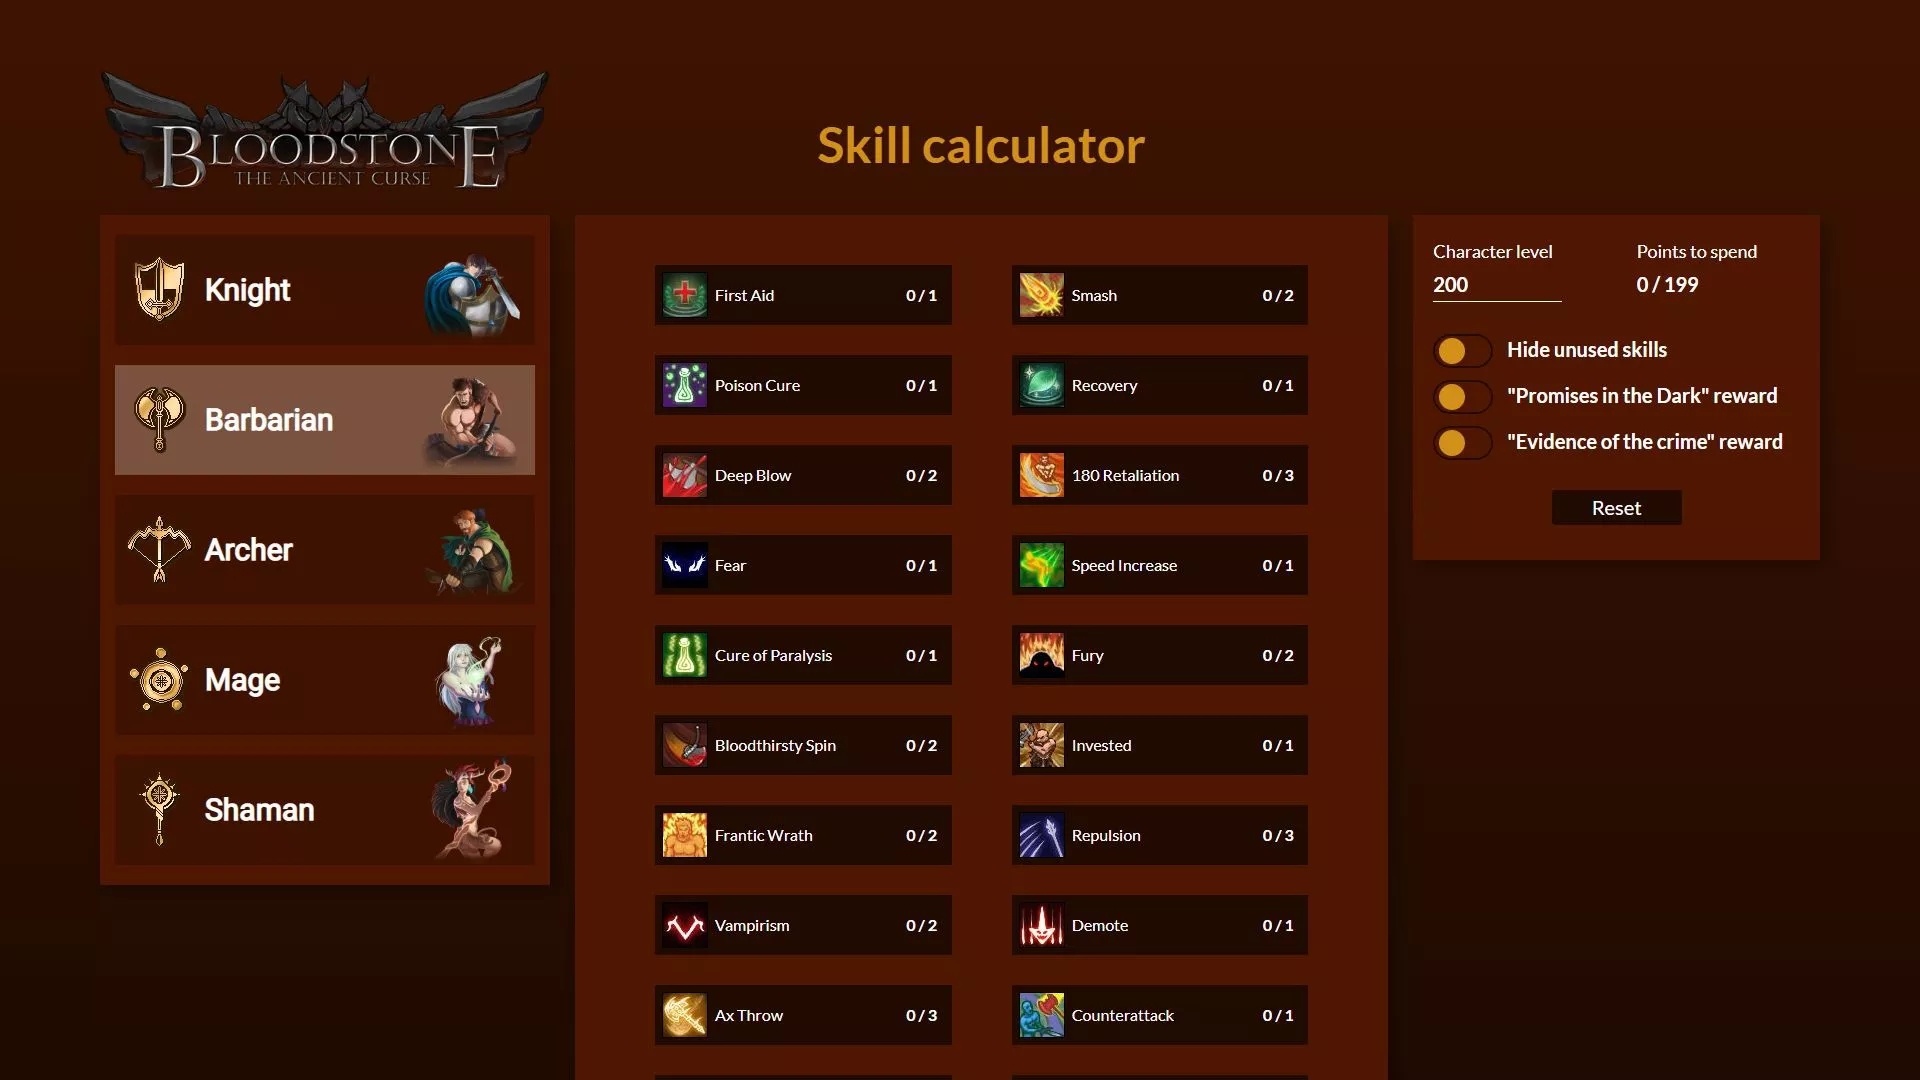 BLOODSTONE
THE ANCIENT CURSE
Skill calculator
Knight
Barbarian
Archer
Mage
Shaman
First Aid 0 / 1
Smash 0 / 2
Poison Cure 0 / 1
Recovery 0 / 1
Deep Blow 0 / 2
180 Retaliation 0 / 3
Fear 0 / 1
Speed Increase 0 / 1
Cure of Paralysis 0 / 1
Fury 0 / 2
Bloodthirsty Spin 0 / 2
Invested 0 / 1
Frantic Wrath 0 / 2
Repulsion 0 / 3
Vampirism 0 / 2
Demote 0 / 1
Ax Throw 0 / 3
Counterattack 0 / 1
Character level
200
Points to spend
0 / 199
Hide unused skills
"Promises in the Dark" reward
"Evidence of the crime" reward
Reset